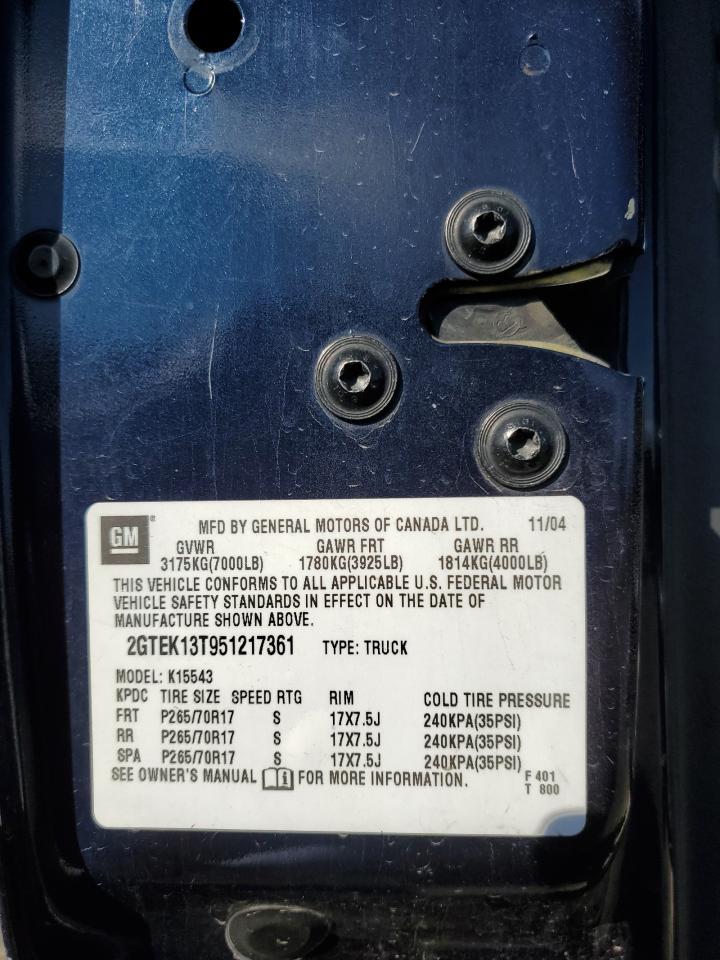 GM ® MFD BY GENERAL MOTORS OF CANADA LTD. 11/04
GVWR GAWR FRT GAWR RR
3175KG(7000LB) 1780KG(3925LB) 1814KG(4000LB)
THIS VEHICLE CONFORMS TO ALL APPLICABLE U.S. FEDERAL MOTOR
VEHICLE SAFETY STANDARDS IN EFFECT ON THE DATE OF
MANUFACTURE SHOWN ABOVE.
2GTEK13T951217361 TYPE: TRUCK
MODEL: K15543
KPDC TIRE SIZE SPEED RTG RIM COLD TIRE PRESSURE
FRT P265/70R17 S 17X7.5J 240KPA(35PSI)
RR P265/70R17 S 17X7.5J 240KPA(35PSI)
SPA P265/70R17 S 17X7.5J 240KPA(35PSI)
SEE OWNER'S MANUAL FOR MORE INFORMATION. F 401
T 800